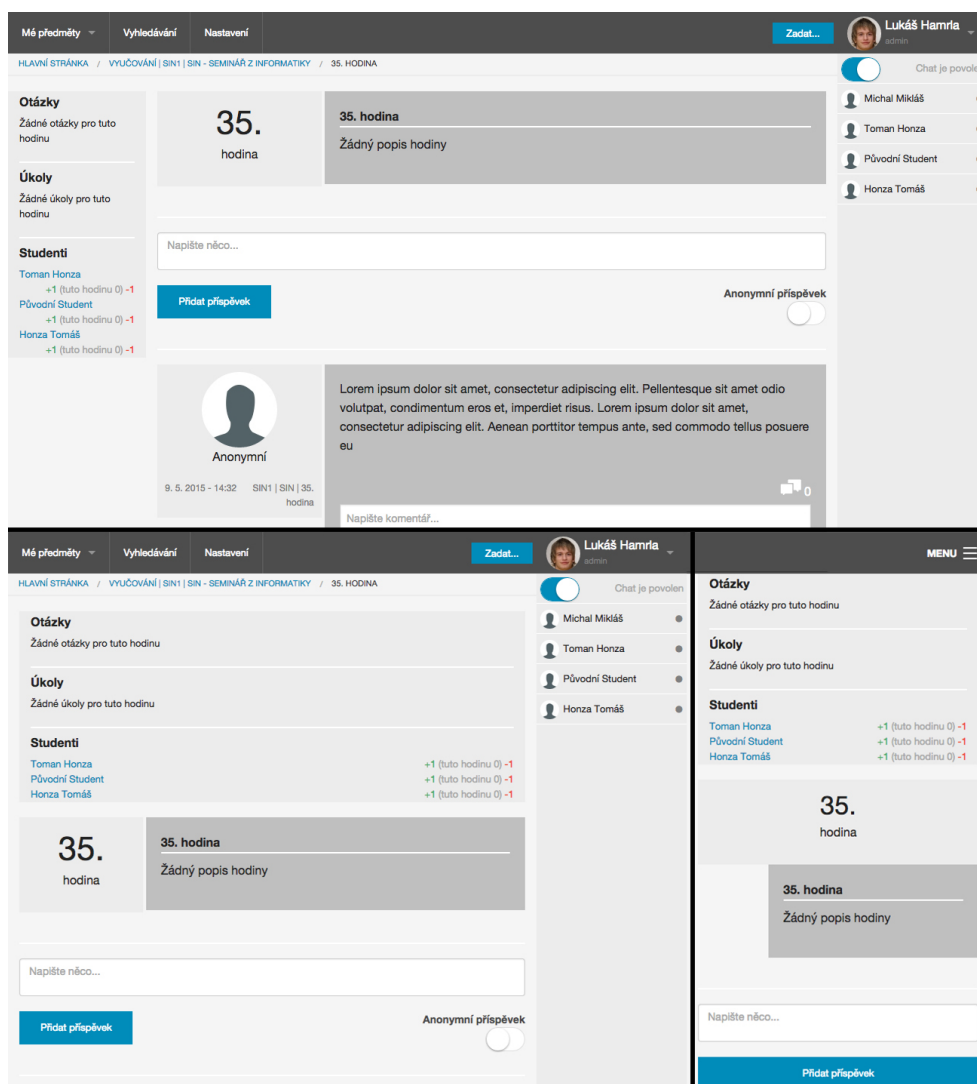 Mé předměty Vyhledávání Nastavení Zadat... Lukáš Hamrla
admin
HLAVNÍ STRÁNKA / VYUČOVÁNÍ | SIN1 | SIN - SEMINÁŘ Z INFORMATIKY / 35. HODINA
Chat je povole
Michal Mikláš
Toman Honza
Původní Student
Honza Tomáš
Otázky
Žádné otázky pro tuto
hodinu
Úkoly
Žádné úkoly pro tuto
hodinu
Studenti
Toman Honza
+1 (tuto hodinu 0) -1
Původní Student
+1 (tuto hodinu 0) -1
Honza Tomáš
+1 (tuto hodinu 0) -1
35.
hodina
35. hodina
Žádný popis hodiny
Napište něco...
Přidat příspěvek
Anonymní příspěvek
Anonymní
9. 5. 2015 - 14:32 SIN1 | SIN | 35.
hodina
Lorem ipsum dolor sit amet, consectetur adipiscing elit. Pellentesque sit amet odio
volutpat, condimentum eros et, imperdiet risus. Lorem ipsum dolor sit amet,
consectetur adipiscing elit. Aenean porttitor tempus ante, sed commodo tellus posuere
eu
0
Napište komentář...
Mé předměty Vyhledávání Nastavení Zadat... Lukáš Hamrla
admin
HLAVNÍ STRÁNKA / VYUČOVÁNÍ | SIN1 | SIN - SEMINÁŘ Z INFORMATIKY / 35. HODINA
Chat je povolen
Michal Mikláš
Toman Honza
Původní Student
Honza Tomáš
Otázky
Žádné otázky pro tuto hodinu
Úkoly
Žádné úkoly pro tuto hodinu
Studenti
Toman Honza +1 (tuto hodinu 0) -1
Původní Student +1 (tuto hodinu 0) -1
Honza Tomáš +1 (tuto hodinu 0) -1
35.
hodina
35. hodina
Žádný popis hodiny
Napište něco...
Přidat příspěvek
Anonymní příspěvek
MENU
Otázky
Žádné otázky pro tuto hodinu
Úkoly
Žádné úkoly pro tuto hodinu
Studenti
Toman Honza +1 (tuto hodinu 0) -1
Původní Student +1 (tuto hodinu 0) -1
Honza Tomáš +1 (tuto hodinu 0) -1
35.
hodina
35. hodina
Žádný popis hodiny
Napište něco...
Přidat příspěvek